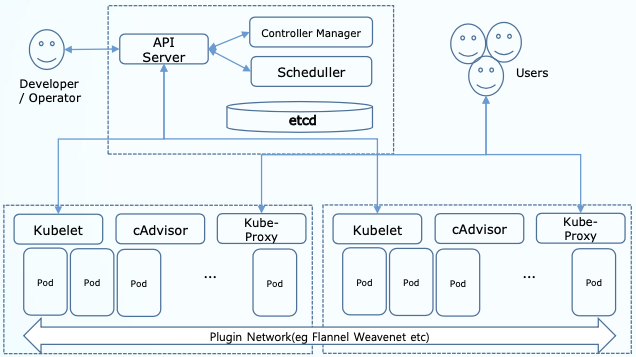 API
Server
Controller Manager
Scheduller
etcd
Developer
/ Operator
Users
Kubelet
cAdvisor
Kube-
Proxy
Pod
Pod
Pod
...
Pod
Kubelet
cAdvisor
Kube-
Proxy
Pod
Pod
Pod
...
Pod
Plugin Network(eg Flannel Weavenet etc)